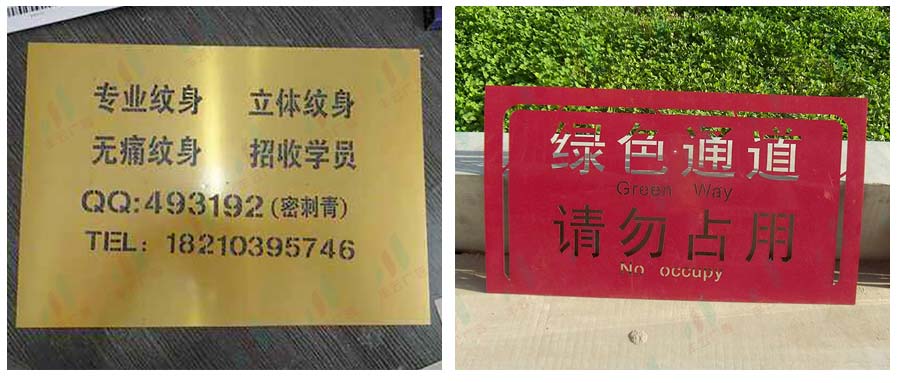 专业纹身 立体纹身
无痛纹身 招收学员
QQ:493192(密刺青)
TEL: 18210395746
绿色通道
Green Way
请勿占用
No occupy